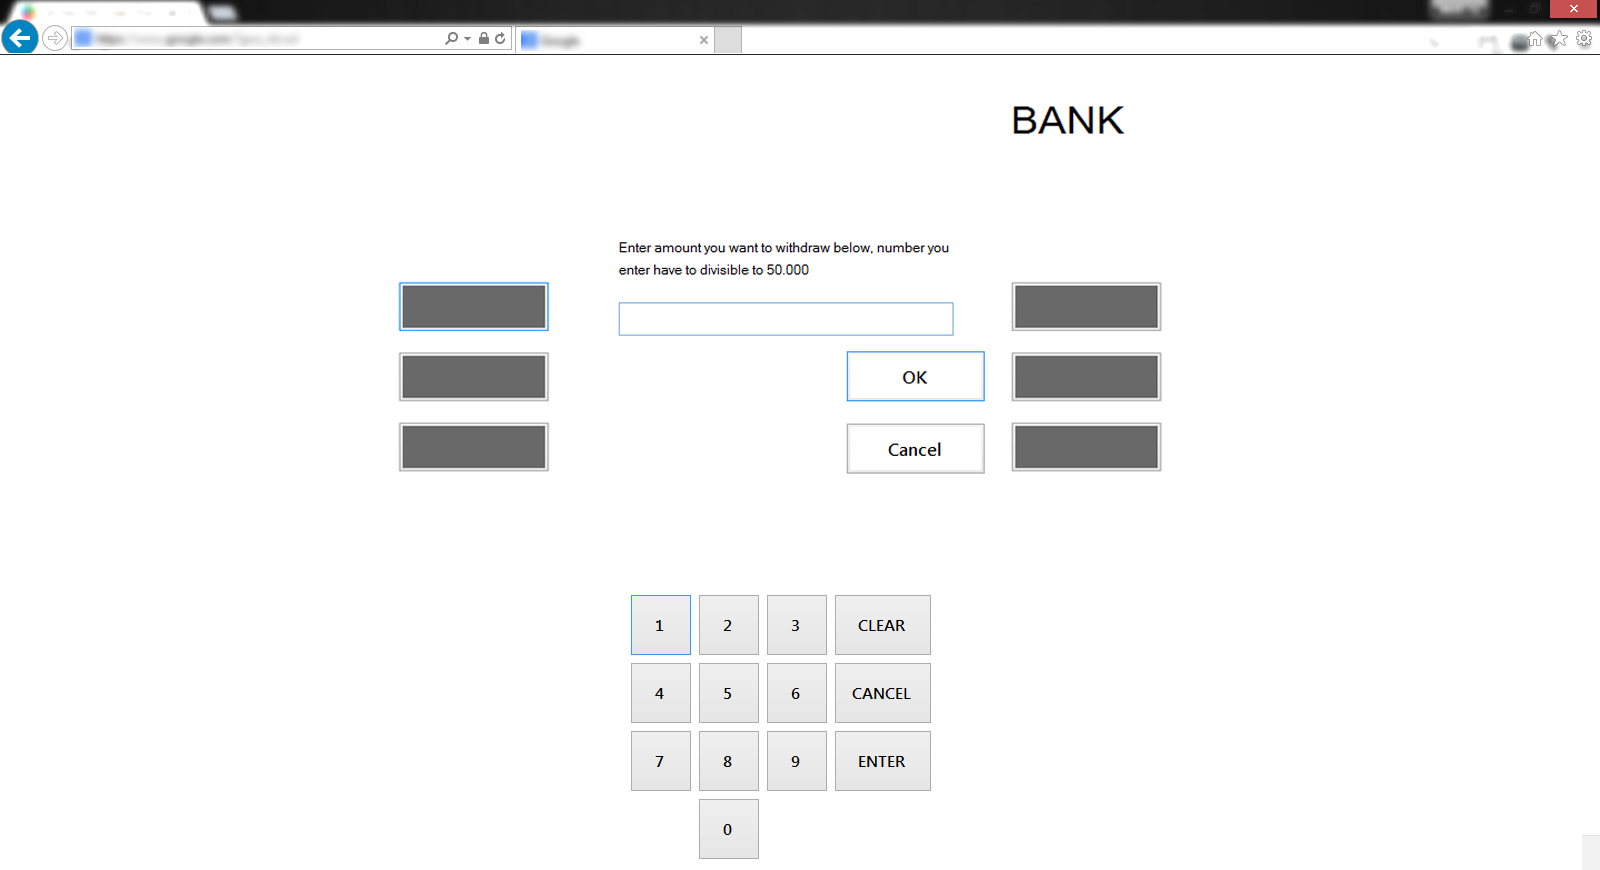 BANK
Enter amount you want to withdraw below, number you
enter have to divisible to 50.000
OK
Cancel
1 2 3 CLEAR
4 5 6 CANCEL
7 8 9 ENTER
0